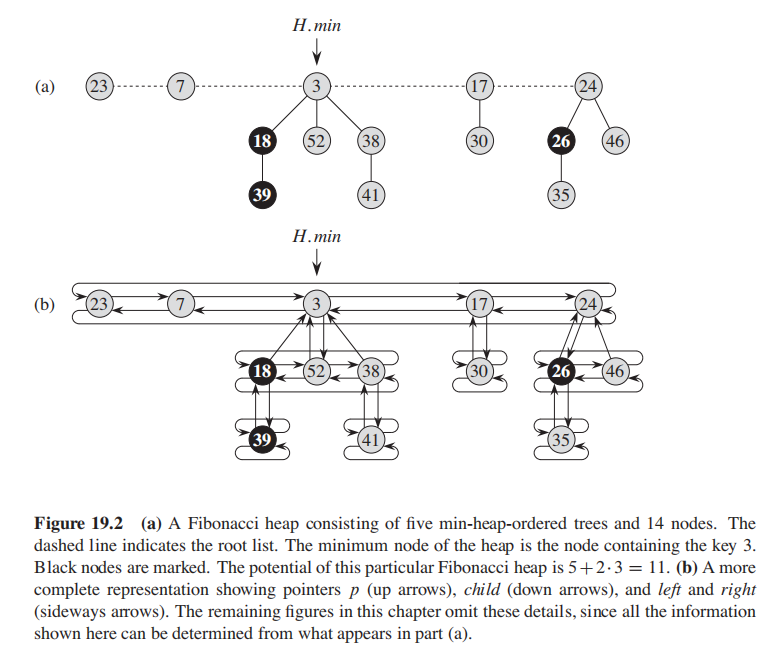 H.min
(a) 23 7 3 17 24
18 52 38 30 26 46
39 41 35
H.min
(b) 23 7 3 17 24
18 52 38 30 26 46
39 41 35
Figure 19.2 (a) A Fibonacci heap consisting of five min-heap-ordered trees and 14 nodes. The
dashed line indicates the root list. The minimum node of the heap is the node containing the key 3.
Black nodes are marked. The potential of this particular Fibonacci heap is 5+2·3 = 11. (b) A more
complete representation showing pointers p (up arrows), child (down arrows), and left and right
(sideways arrows). The remaining figures in this chapter omit these details, since all the information
shown here can be determined from what appears in part (a).